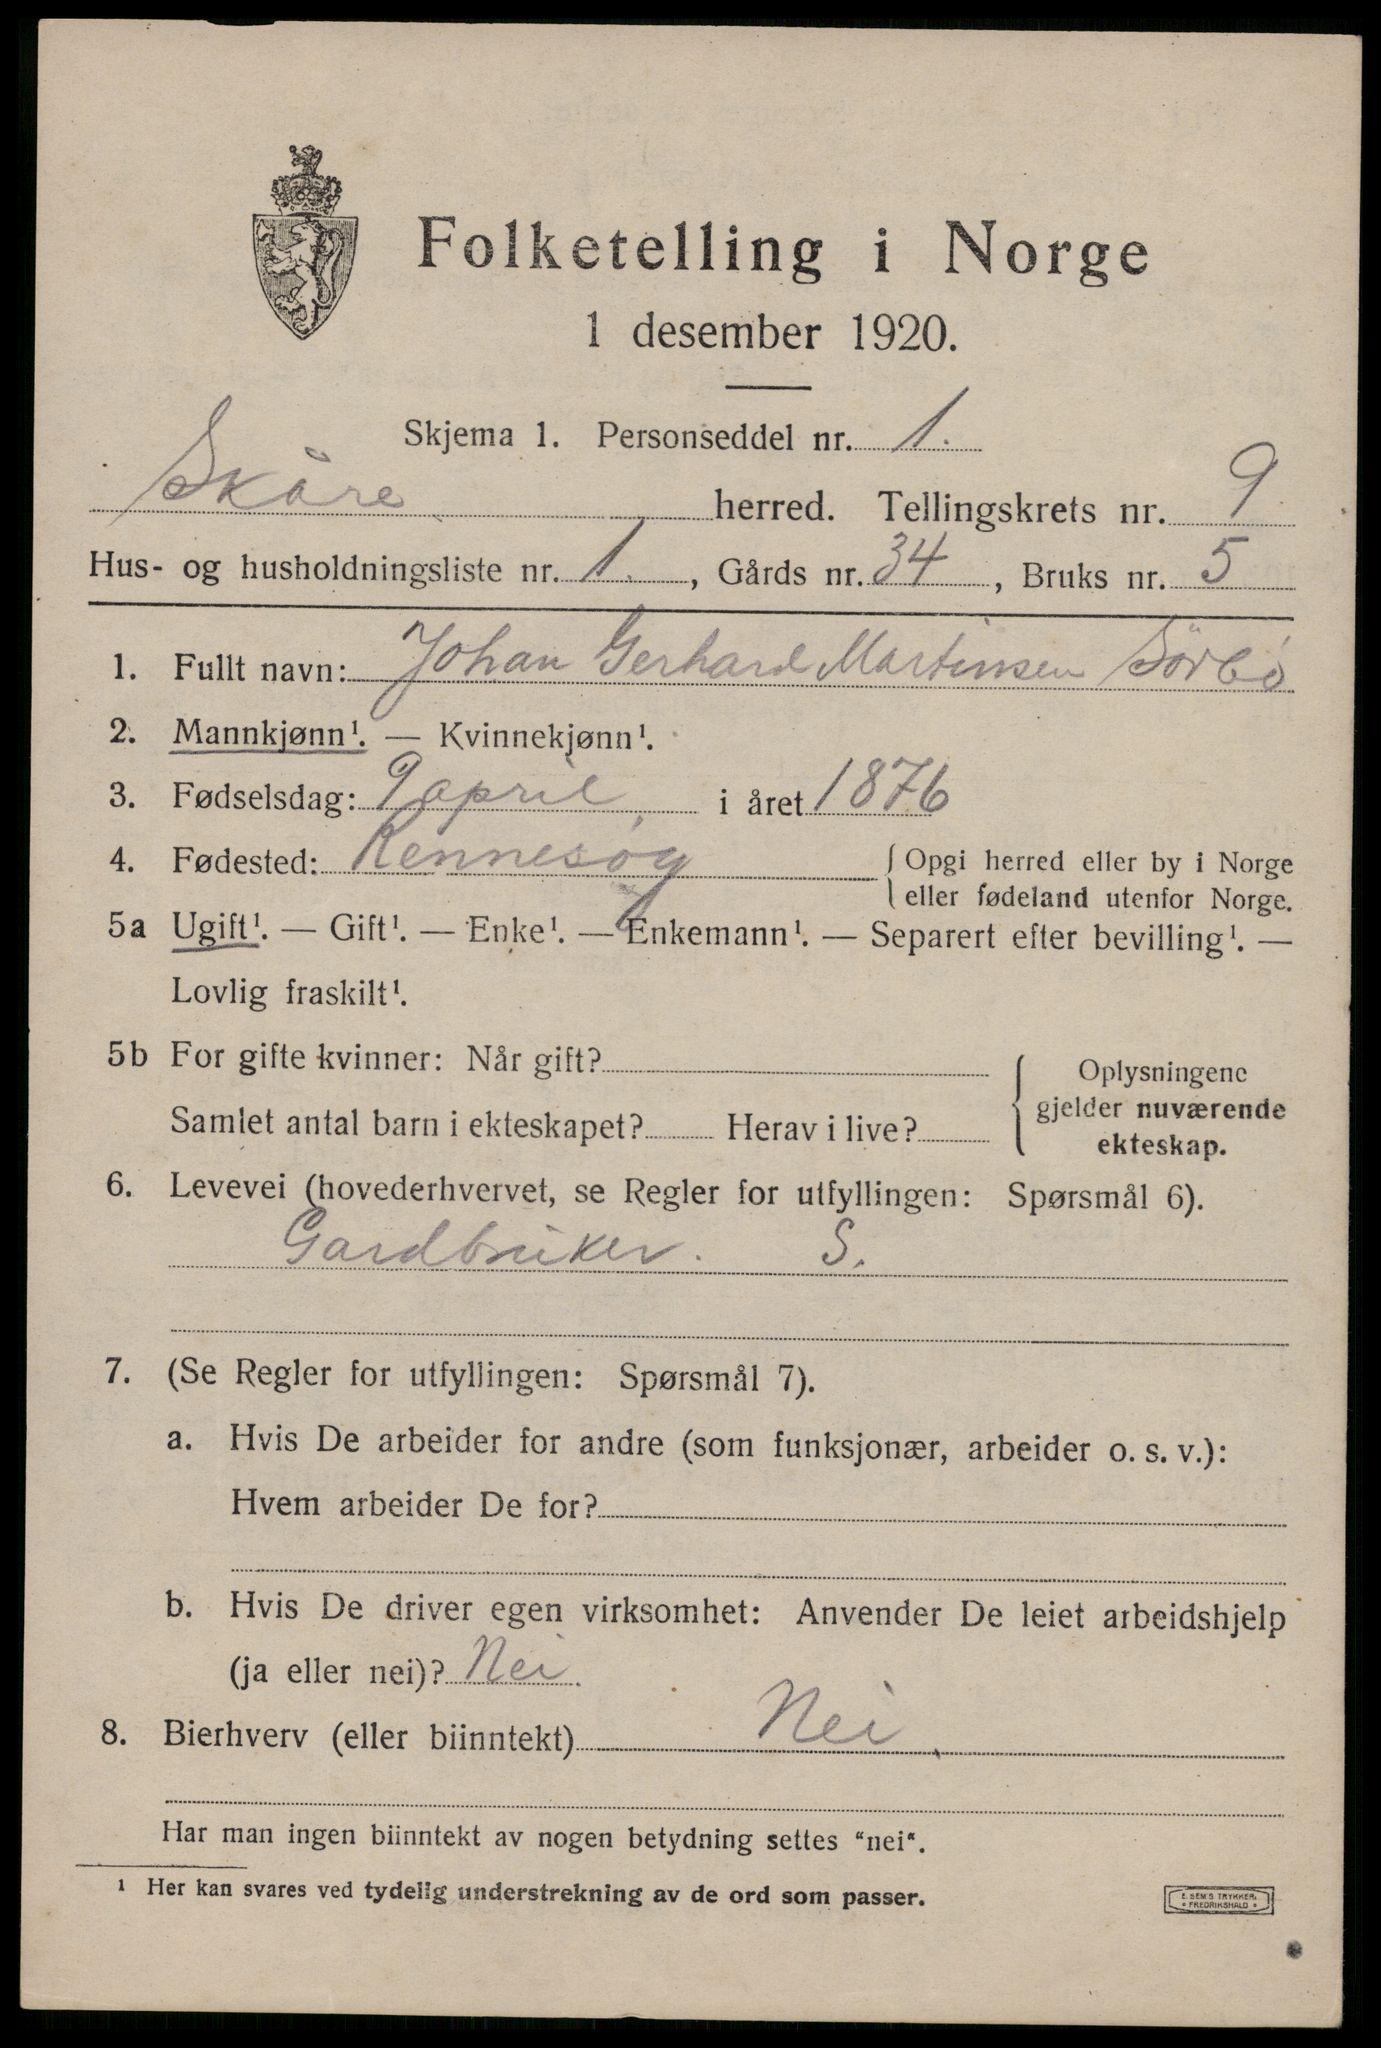 Folketelling i Norge
1 desember 1920.
Skjema 1. Personseddel nr. 1.
Skåre herred. Tellingskrets nr. 9
Hus- og husholdningsliste nr. 1., Gårds nr. 34, Bruks nr. 5
1. Fullt navn: Johan Gerhard Martinsen Sörbö
2. Mannkjønn¹. — Kvinnekjønn¹.
3. Fødselsdag: 9 april i året 1876
4. Fødested: Rennesöy {Opgi herred eller by i Norge
eller fødeland utenfor Norge.
5a Ugift¹. — Gift¹. — Enke¹. — Enkemann¹. — Separert efter bevilling¹. —
Lovlig fraskilt¹.
5b For gifte kvinner: Når gift?
Samlet antal barn i ekteskapet? Herav i live?
Oplysningene
gjelder nuværende
ekteskap.
6. Levevei (hovederhvervet, se Regler for utfyllingen: Spørsmål 6).
Gardbruker. S.
7. (Se Regler for utfyllingen: Spørsmål 7).
a. Hvis De arbeider for andre (som funksjonær, arbeider o. s. v.):
Hvem arbeider De for?
b. Hvis De driver egen virksomhet: Anvender De leiet arbeidshjelp
(ja eller nei)? Nei.
8. Bierhverv (eller biinntekt) Nei
Har man ingen biinntekt av nogen betydning settes "nei".
¹ Her kan svares ved tydelig understrekning av de ord som passer.
E. SEM'S TRYKKERI
• FREDRIKSHALD •